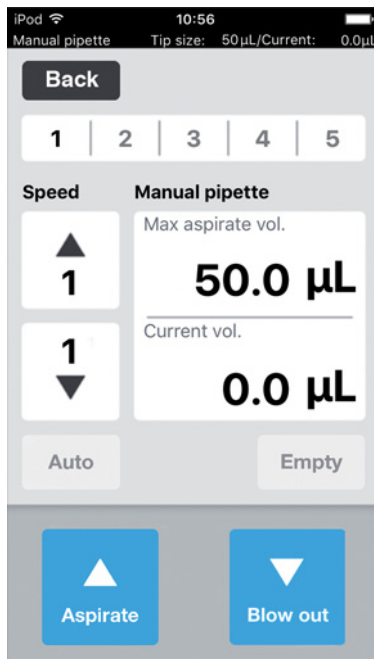 iPod 10:56
Manual pipette Tip size: 50µL/Current: 0.0µL
Back
1 2 3 4 5
Speed Manual pipette
Max aspirate vol.
1 50.0 µL
Current vol.
1 0.0 µL
Auto Empty
Aspirate Blow out